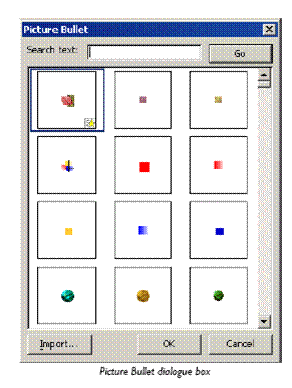 Picture Bullet
Search text: Go
Import... OK Cancel
Picture Bullet dialogue box